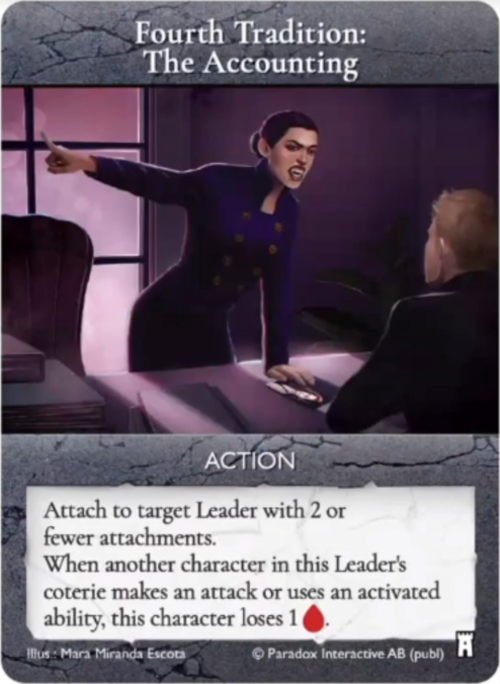 Fourth Tradition:
The Accounting
ACTION
Attach to target Leader with 2 or
fewer attachments.
When another character in this Leader's
coterie makes an attack or uses an activated
ability, this character loses 1 .
Illus : Mara Miranda Escota
© Paradox Interactive AB (publ)